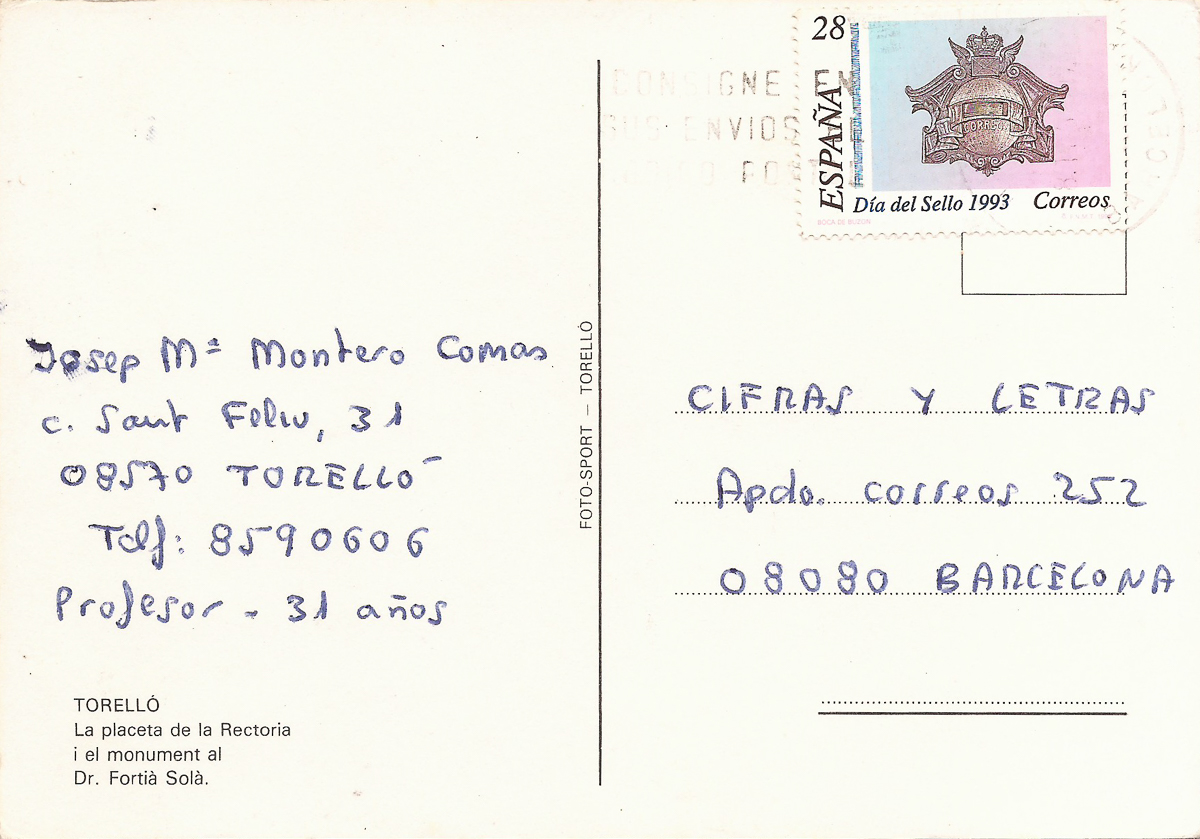 Josep Mª Montero Comas
c. Sant Feliu, 31
08570 TORELLÓ
Telf: 8590606
Profesor - 31 años
TORELLÓ
La placeta de la Rectoria
i el monument al
Dr. Fortià Solà.
FOTO-SPORT – TORELLÓ
CONSIGNE EN
SUS ENVIOS EL
28
ESPAÑA
CORREOS
Día del Sello 1993 Correos
CIFRAS Y LETRAS
Apdo. correos 252
08080 BARCELONA